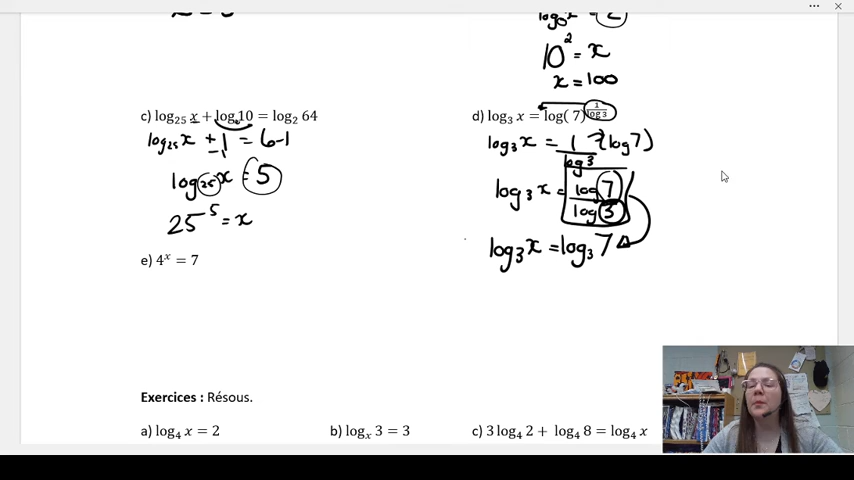 10² = x
x = 100
c) log₂₅ x + log 10 = log₂ 64
log₂₅ x + 1 = 6-1
-1
log₂₅ x = 5
25⁵ = x
d) log₃ x = log( 7)^(1/log 3)
log₃ x = 1/log3 (log 7)
log₃ x = log 7/log 3
log₃ x = log₃ 7
e) 4ˣ = 7
Exercices : Résous.
a) log₄ x = 2
b) logₓ 3 = 3
c) 3 log₄ 2 + log₄ 8 = log₄ x